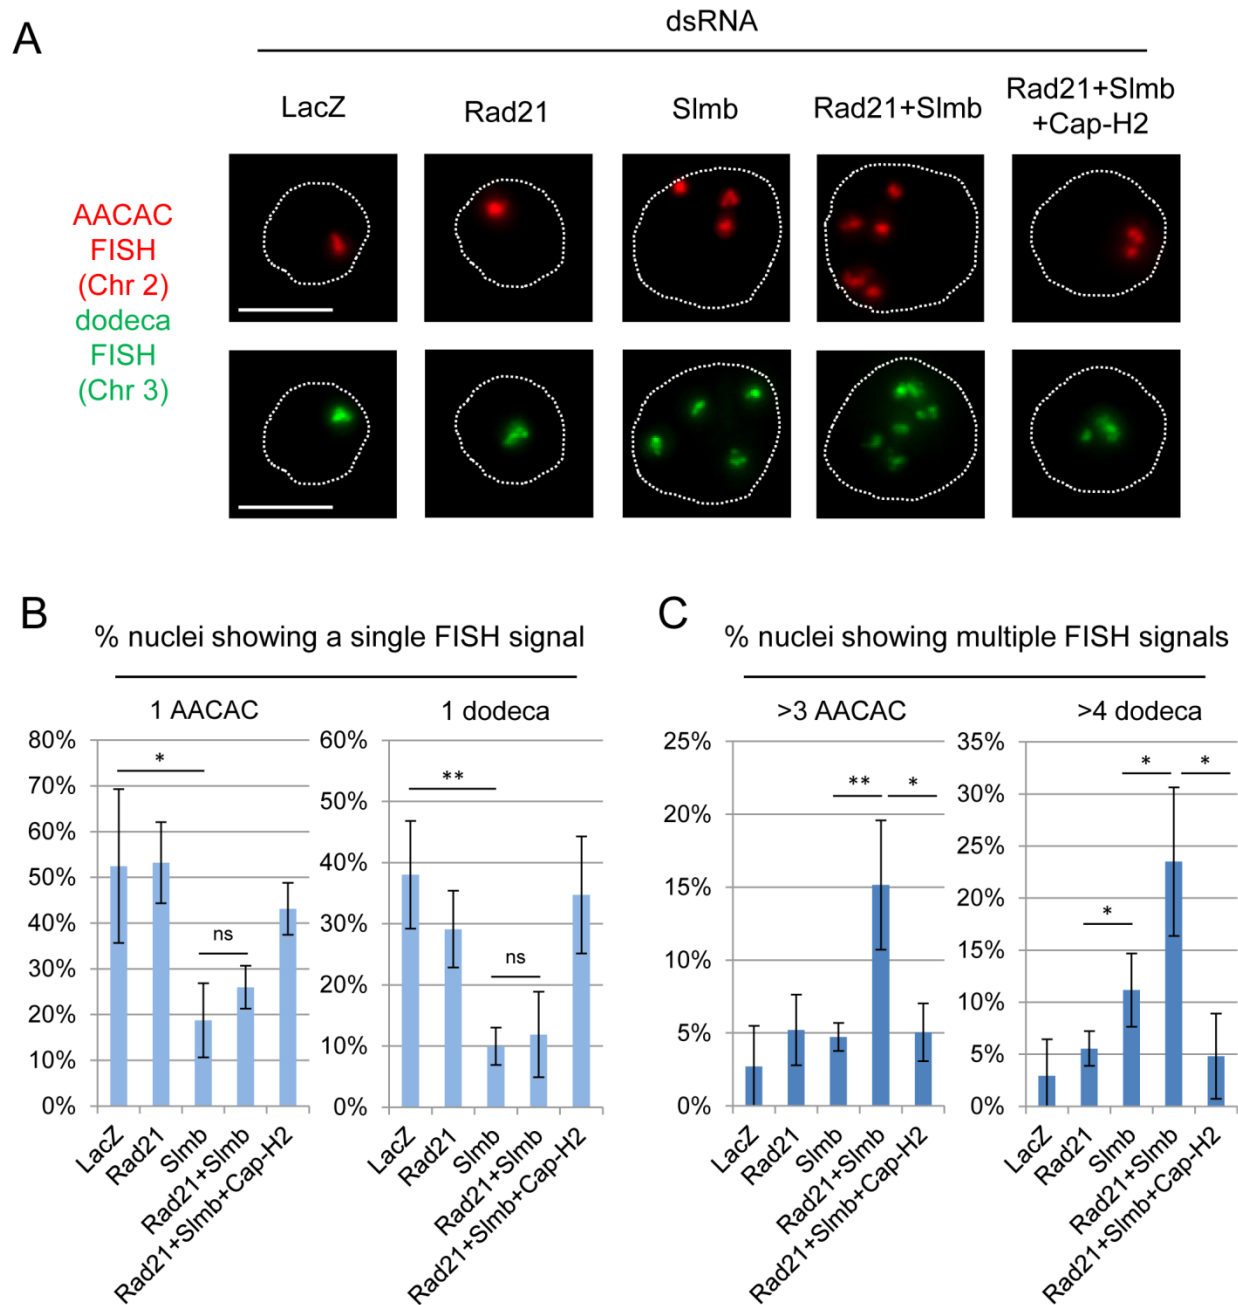 A
dsRNA
LacZ
Rad21
Slmb
Rad21+Slmb
Rad21+Slmb
+Cap-H2
AACAC
FISH
(Chr 2)
dodeca
FISH
(Chr 3)
B
% nuclei showing a single FISH signal
1 AACAC
80%
70%
60%
50%
40%
30%
20%
10%
0%
*
ns
LacZ
Rad21
Slmb
Rad21+Slmb
Rad21+Slmb+Cap-H2
1 dodeca
60%
50%
40%
30%
20%
10%
0%
**
ns
LacZ
Rad21
Slmb
Rad21+Slmb
Rad21+Slmb+Cap-H2
C
% nuclei showing multiple FISH signals
>3 AACAC
25%
20%
15%
10%
5%
0%
**
*
LacZ
Rad21
Slmb
Rad21+Slmb
Rad21+Slmb+Cap-H2
>4 dodeca
35%
30%
25%
20%
15%
10%
5%
0%
*
*
*
LacZ
Rad21
Slmb
Rad21+Slmb
Rad21+Slmb+Cap-H2